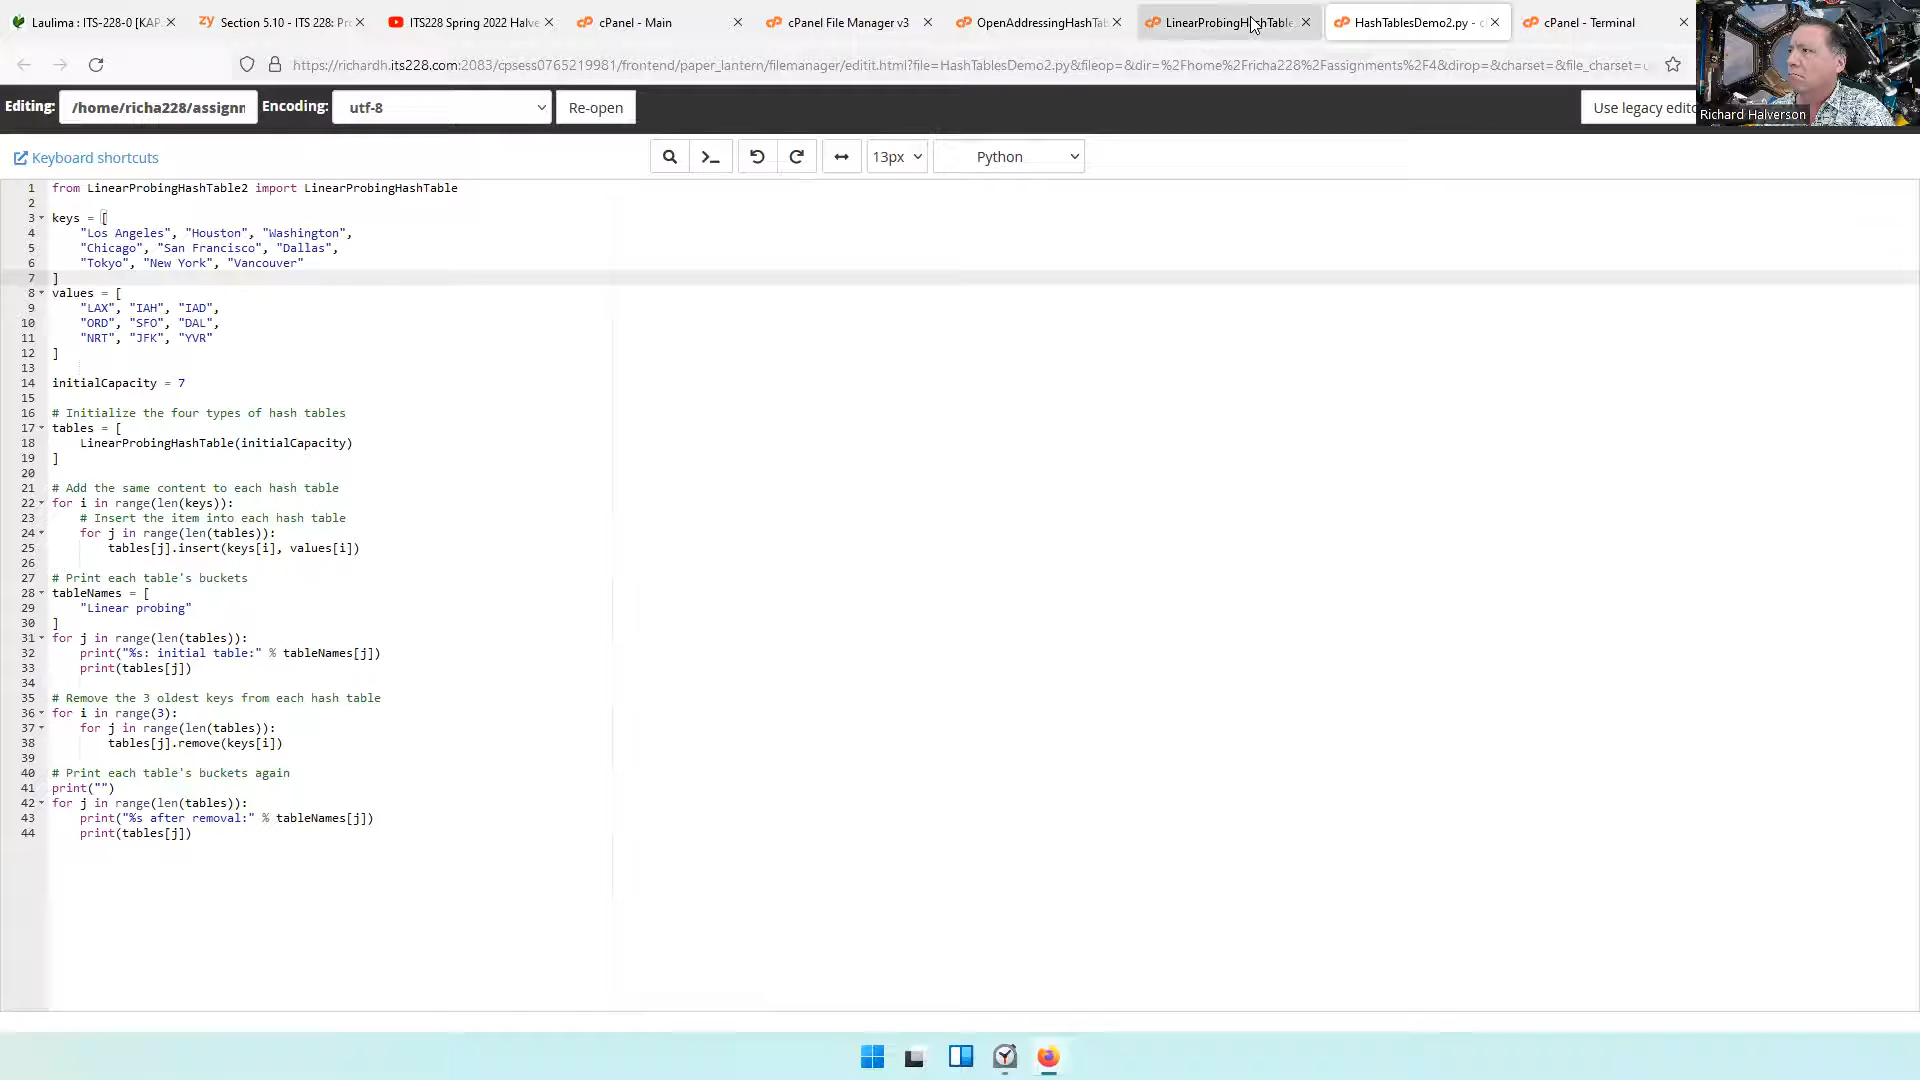 Laulima : ITS-228-0 [KAP.
Section 5.10 - ITS 228: Pr
ITS228 Spring 2022 Halve
cPanel - Main
cPanel File Manager v3
OpenAddressingHashTab
LinearProbingHashTable
HashTablesDemo2.py - c
cPanel - Terminal
https://richardh.its228.com:2083/cpsess0765219981/frontend/paper_lantern/filemanager/editit.html?file=HashTablesDemo2.py&fileop=&dir=%2Fhome%2Fricha228%2Fassignments%2F4&dirop=&charset=&file_charset=
Richard Halverson
Editing: /home/richa228/assignm Encoding: utf-8 Re-open Use legacy edito
Keyboard shortcuts 13px Python
1 from LinearProbingHashTable2 import LinearProbingHashTable
2
3 keys = [
4 "Los Angeles", "Houston", "Washington",
5 "Chicago", "San Francisco", "Dallas",
6 "Tokyo", "New York", "Vancouver"
7 ]
8 values = [
9 "LAX", "IAH", "IAD",
10 "ORD", "SFO", "DAL",
11 "NRT", "JFK", "YVR"
12 ]
13
14 initialCapacity = 7
15
16 # Initialize the four types of hash tables
17 tables = [
18 LinearProbingHashTable(initialCapacity)
19 ]
20
21 # Add the same content to each hash table
22 for i in range(len(keys)):
23 # Insert the item into each hash table
24 for j in range(len(tables)):
25 tables[j].insert(keys[i], values[i])
26
27 # Print each table's buckets
28 tableNames = [
29 "Linear probing"
30 ]
31 for j in range(len(tables)):
32 print("%s: initial table:" % tableNames[j])
33 print(tables[j])
34
35 # Remove the 3 oldest keys from each hash table
36 for i in range(3):
37 for j in range(len(tables)):
38 tables[j].remove(keys[i])
39
40 # Print each table's buckets again
41 print("")
42 for j in range(len(tables)):
43 print("%s after removal:" % tableNames[j])
44 print(tables[j])